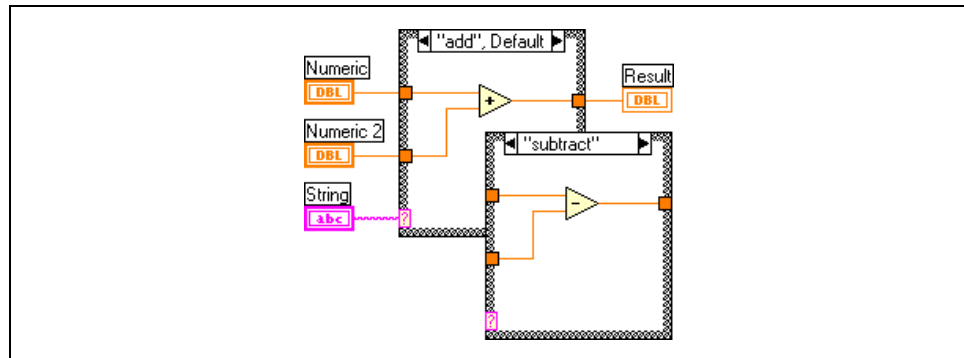 "add", Default
Numeric
DBL
+
Result
DBL
Numeric 2
DBL
"subtract"
-
String
abc
?
?